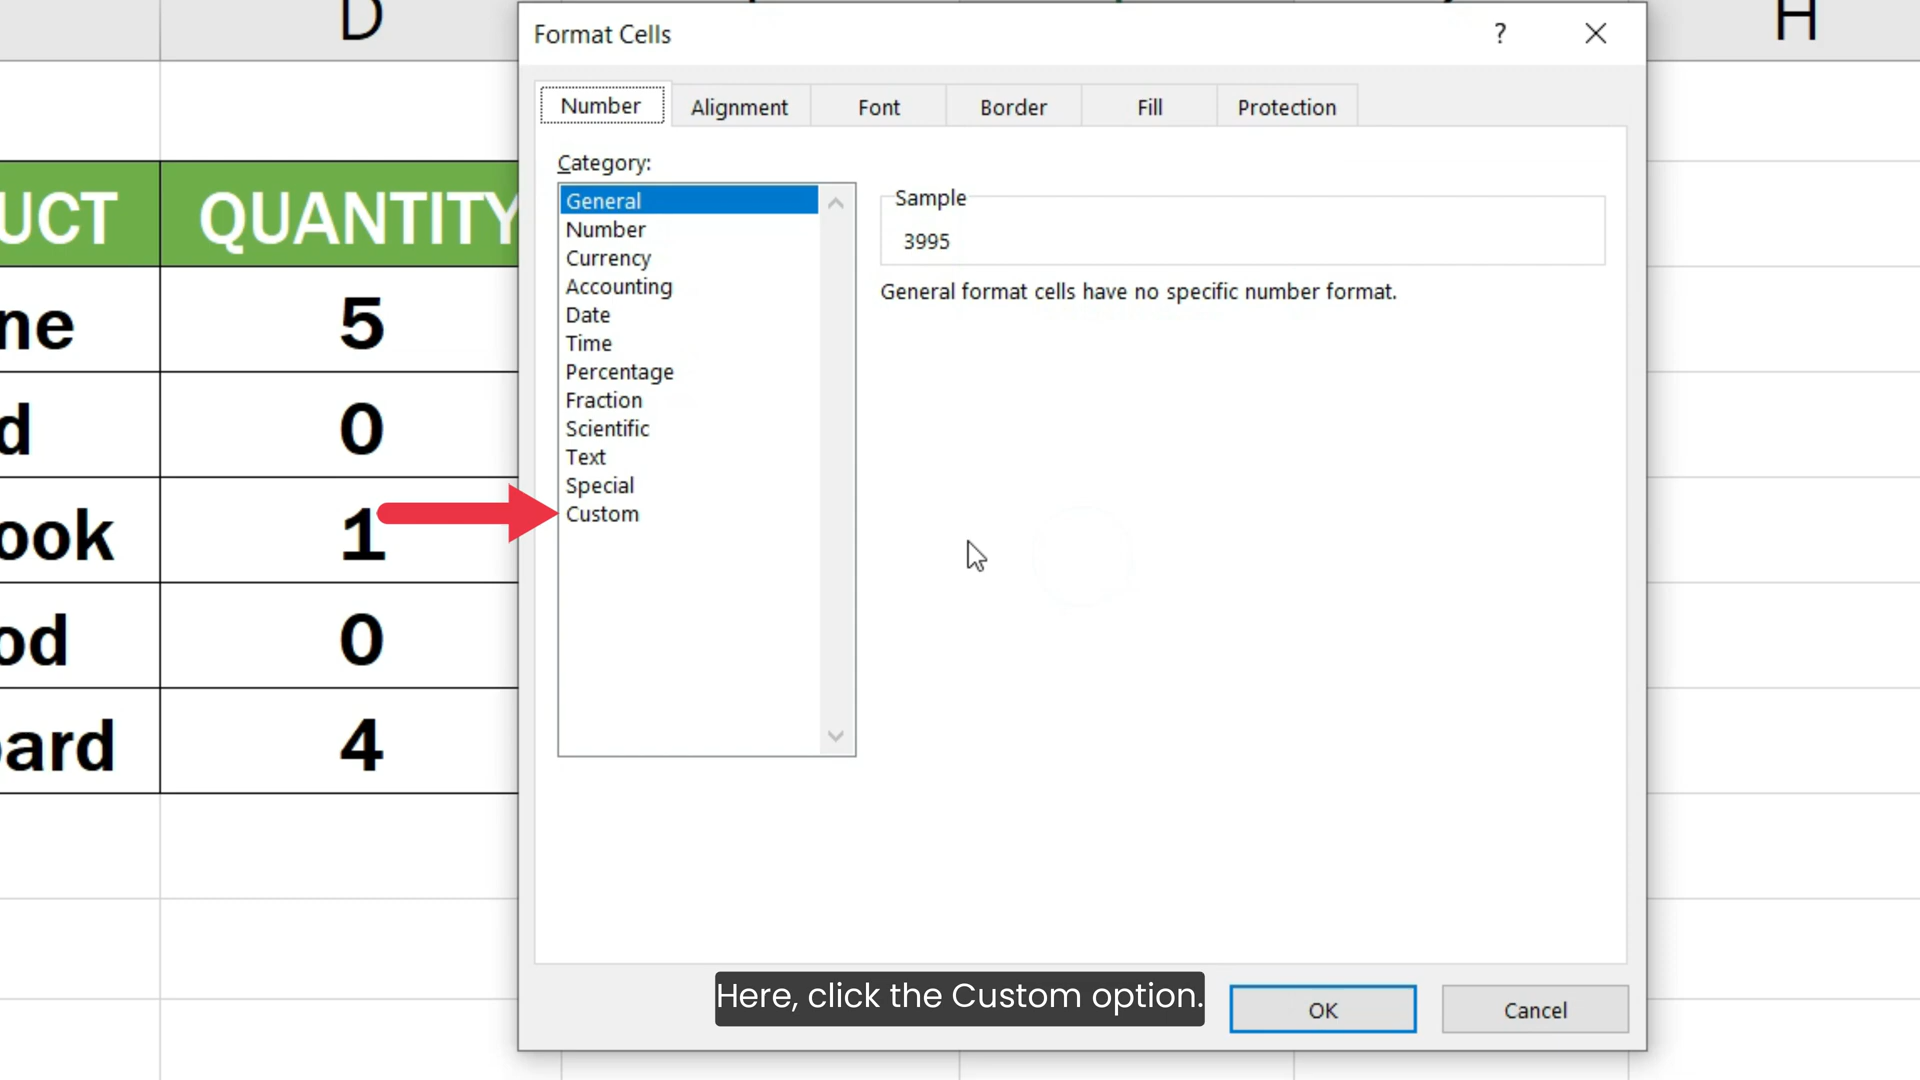 D
H
Format Cells
?
Number
Alignment
Font
Border
Fill
Protection
Category:
General
Number
Currency
Accounting
Date
Time
Percentage
Fraction
Scientific
Text
Special
Custom
Sample
3995
General format cells have no specific number format.
UCT QUANTITY
ne 5
d 0
ook 1
od 0
oard 4
Here, click the Custom option.
OK
Cancel